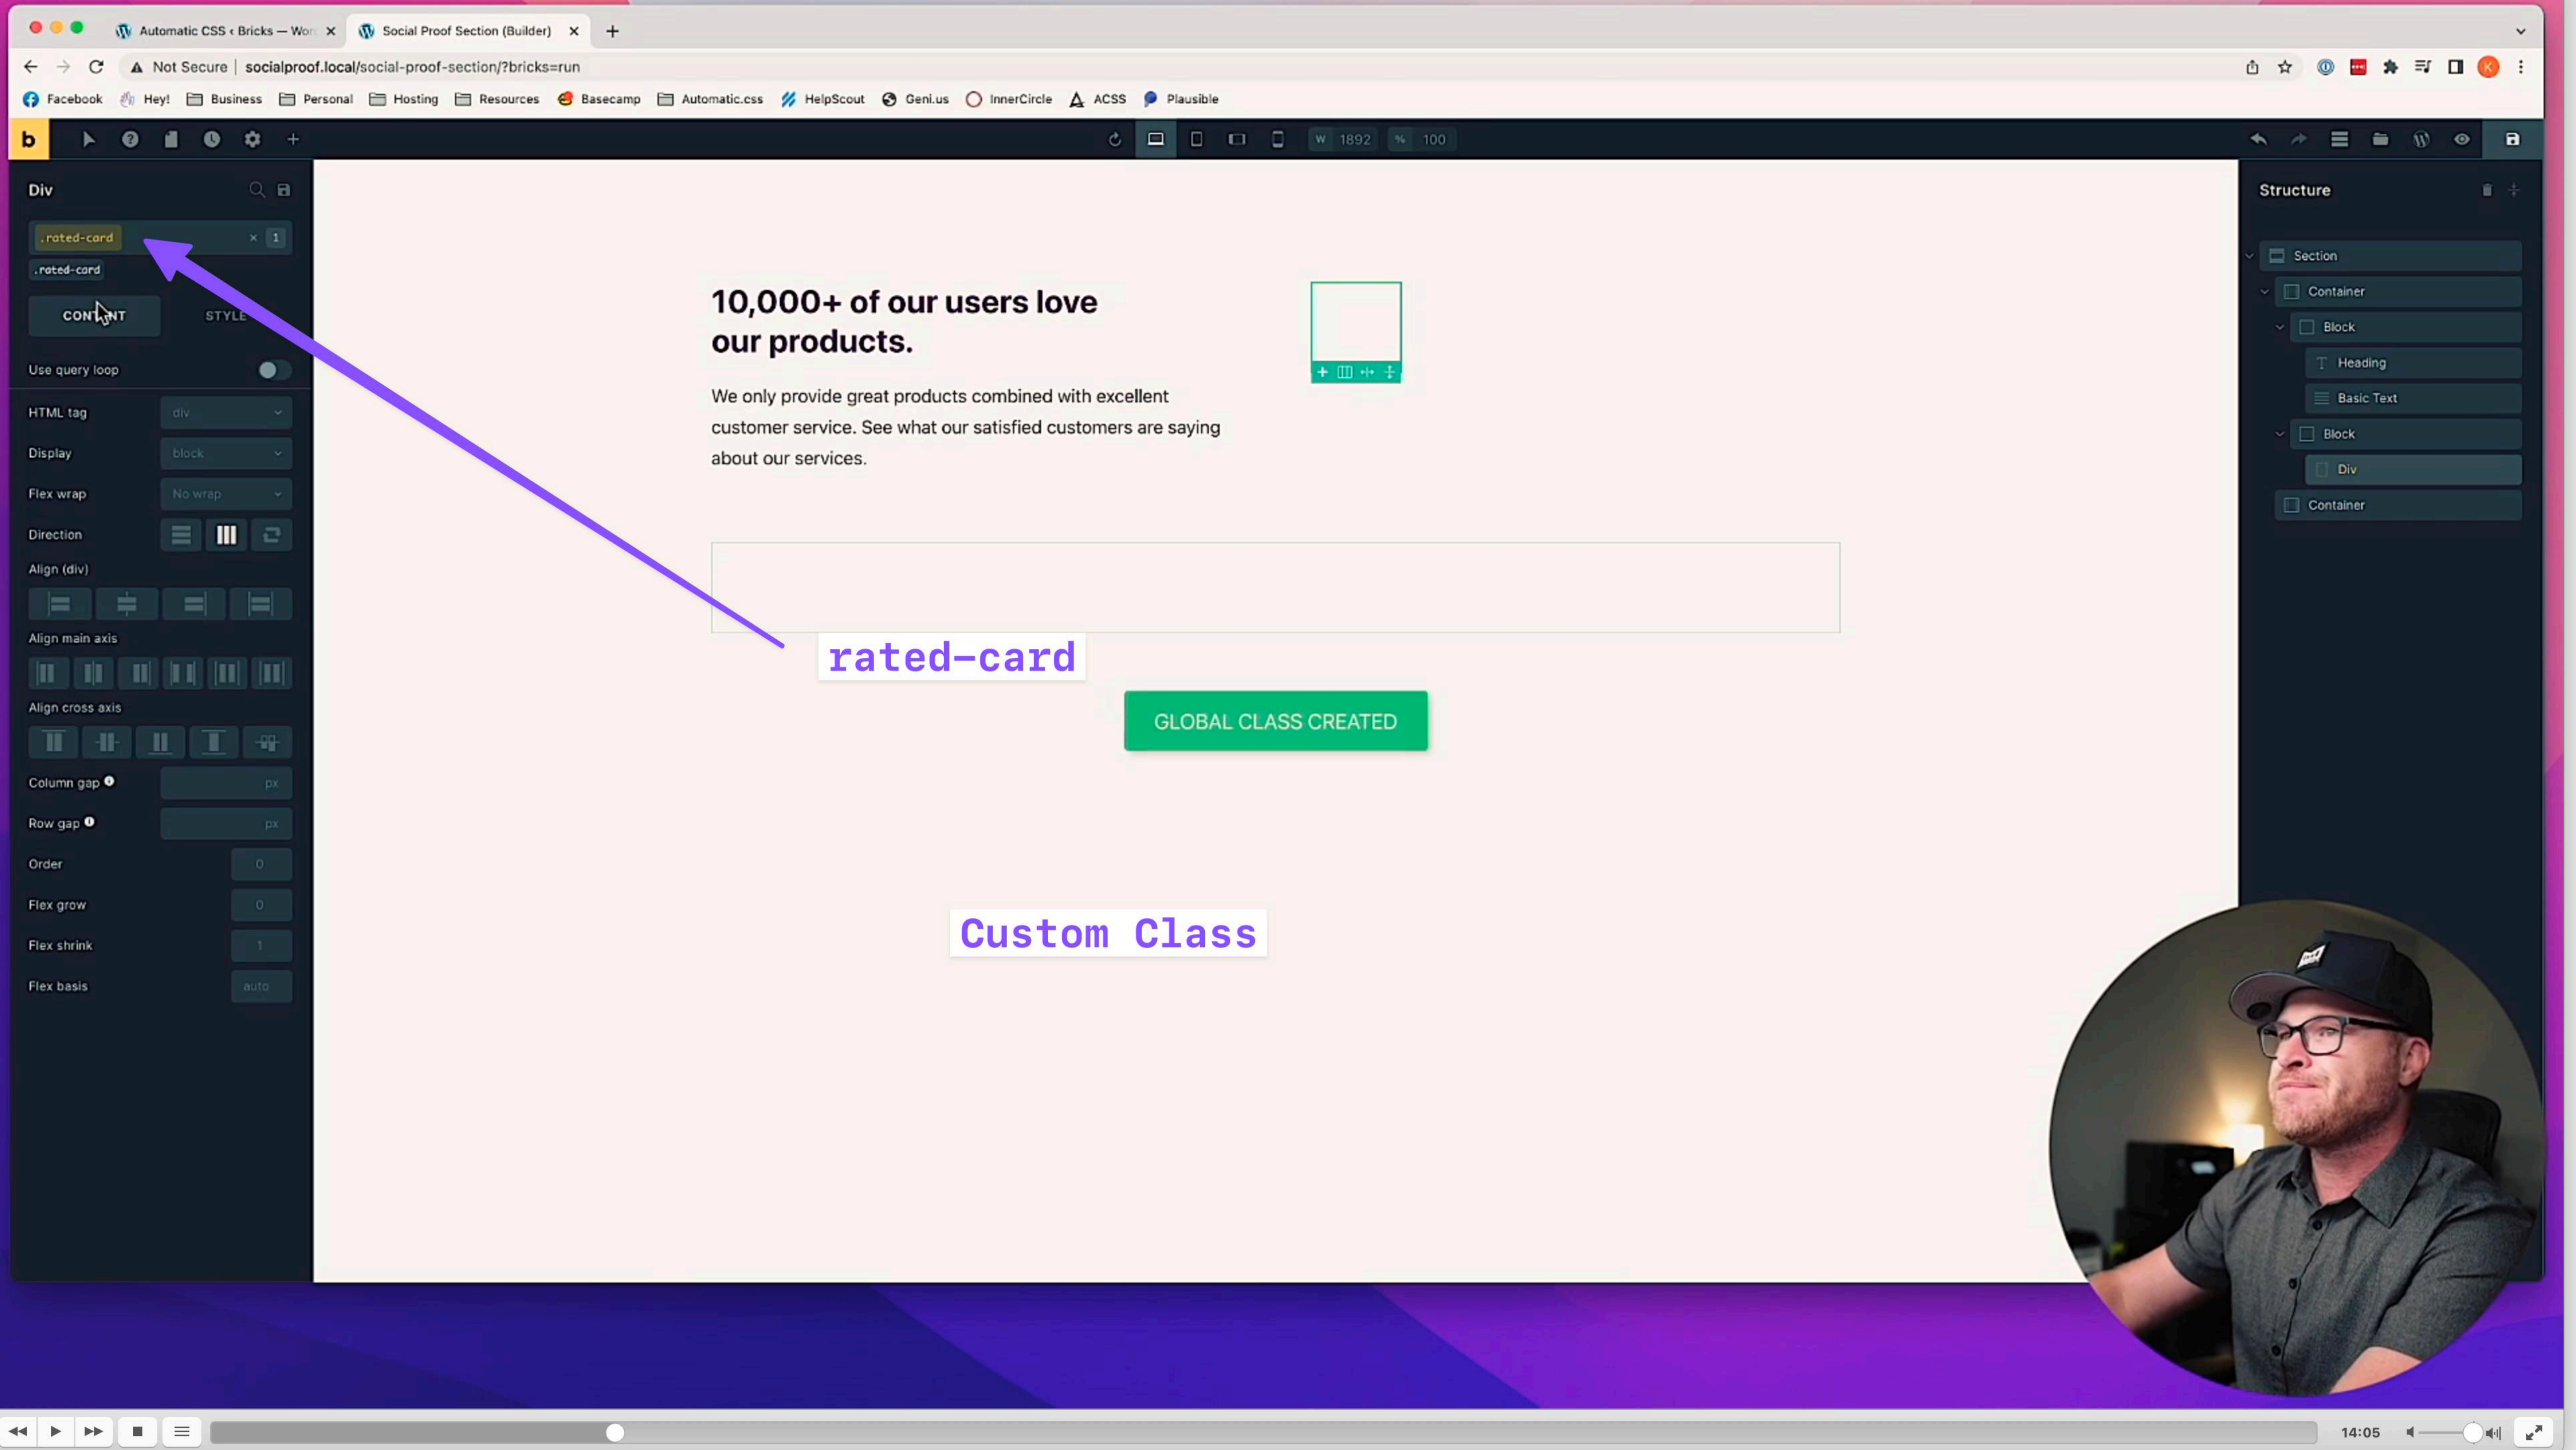 Automatic CSS ‹ Bricks — Wor
Social Proof Section (Builder)
Not Secure
socialproof.local/social-proof-section/?bricks=run
Facebook
Hey!
Business
Personal
Hosting
Resources
Basecamp
Automatic.css
HelpScout
Geni.us
InnerCircle
ACSS
Plausible
K
b
W 1892
% 100
Div
.rated-card
1
.rated-card
CONTENT
STYLE
Use query loop
HTML tag
div
Display
block
Flex wrap
No wrap
Direction
Align (div)
Align main axis
Align cross axis
Column gap
px
Row gap
px
Order
0
Flex grow
0
Flex shrink
1
Flex basis
auto
10,000+ of our users love
our products.
We only provide great products combined with excellent
customer service. See what our satisfied customers are saying
about our services.
rated-card
GLOBAL CLASS CREATED
Custom Class
Structure
Section
Container
Block
Heading
Basic Text
Block
Div
Container
14:05